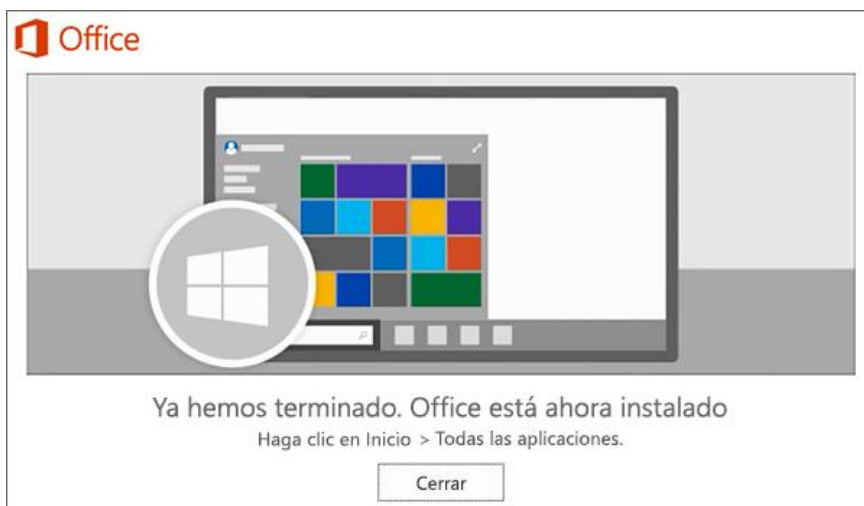 Office
Ya hemos terminado. Office está ahora instalado
Haga clic en Inicio > Todas las aplicaciones.
Cerrar